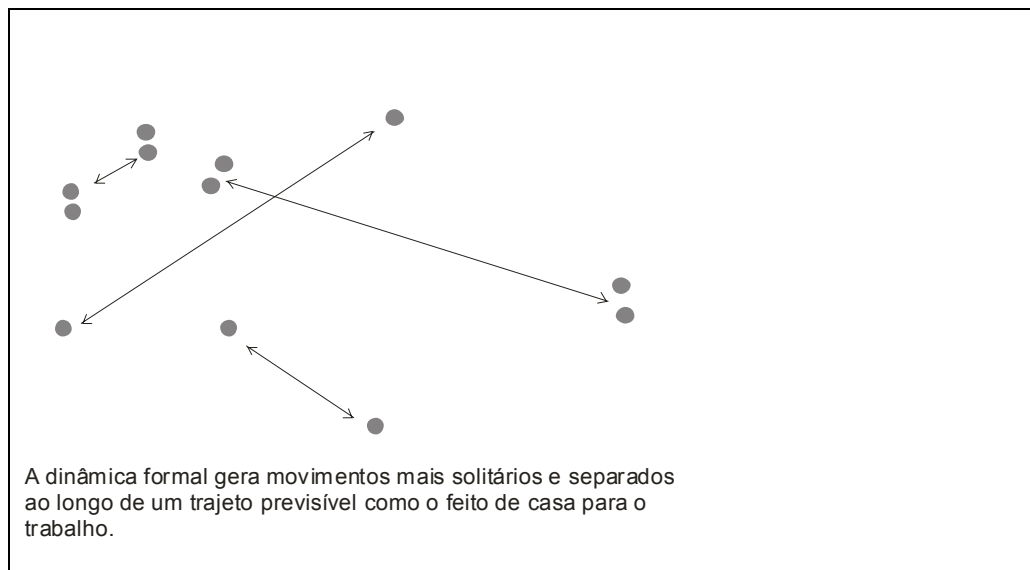 A dinâmica formal gera movimentos mais solitários e separados
ao longo de um trajeto previsível como o feito de casa para o
trabalho.